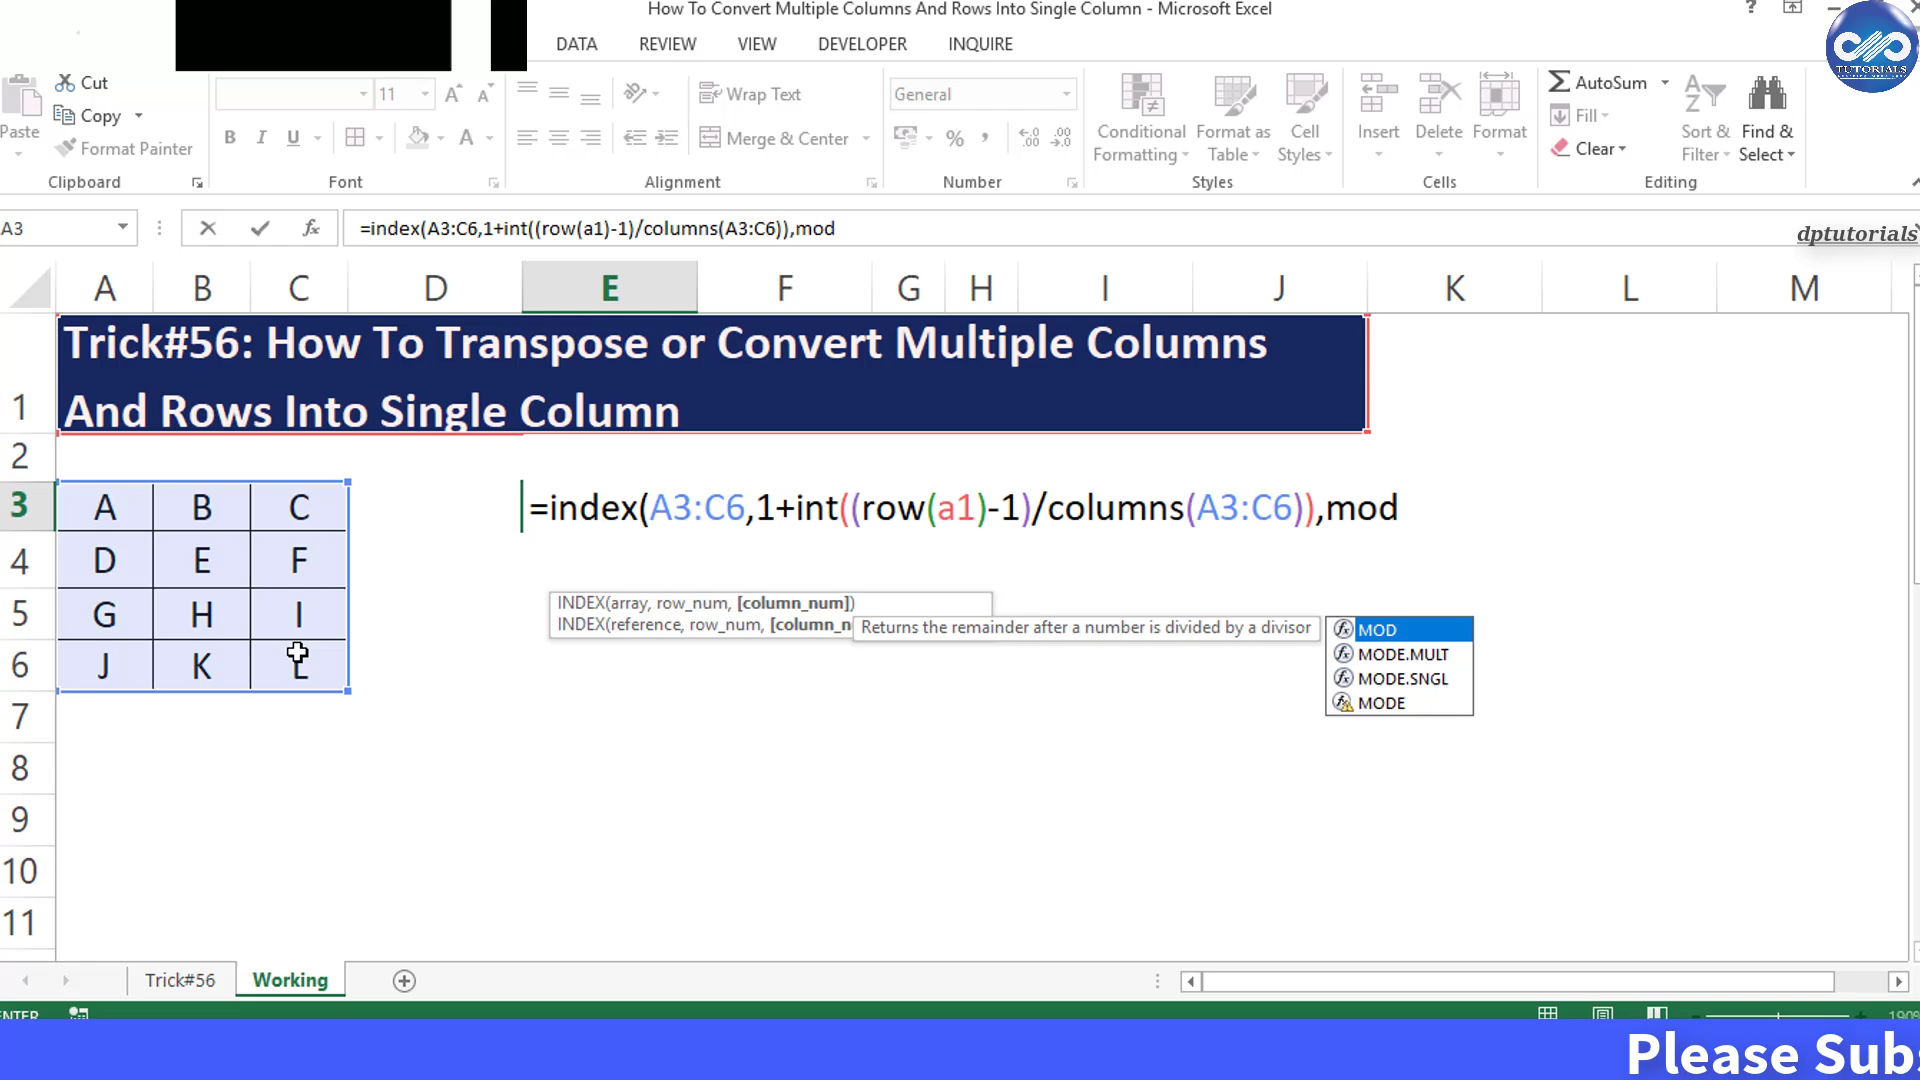 How To Convert Multiple Columns And Rows Into Single Column - Microsoft Excel
?
DATA REVIEW VIEW DEVELOPER INQUIRE
TUTORIALS
Cut
Copy
Format Painter
Paste
Clipboard
11
A A
B I U A
Font
Wrap Text
Merge & Center
Alignment
General
%
Number
Conditional Formatting
Format as Table
Cell Styles
Styles
Insert Delete Format
Cells
AutoSum
Fill
Clear
Sort & Filter
Find & Select
Editing
A3
fx
=index(A3:C6,1+int((row(a1)-1)/columns(A3:C6)),mod
dptutorials
A B C D E F G H I J K L M
1
Trick#56: How To Transpose or Convert Multiple Columns
And Rows Into Single Column
2
3 A B C =index(A3:C6,1+int((row(a1)-1)/columns(A3:C6)),mod
4 D E F
5 G H I
INDEX(array, row_num, [column_num])
INDEX(reference, row_num, [column_n
Returns the remainder after a number is divided by a divisor
MOD
MODE.MULT
MODE.SNGL
MODE
6 J K L
7
8
9
10
11
Trick#56 Working
ENTER
190%
Please Subs